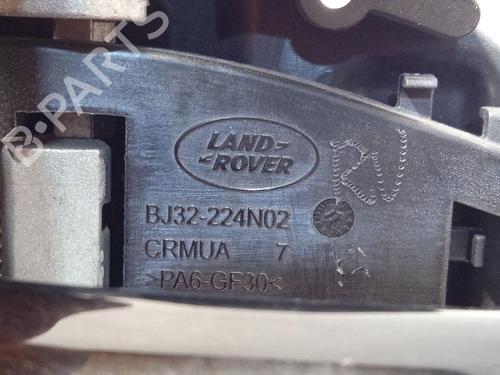 B-PARTS
LAND
ROVER
BJ32-224N02
CRMUA 7
>PA6-GF30<